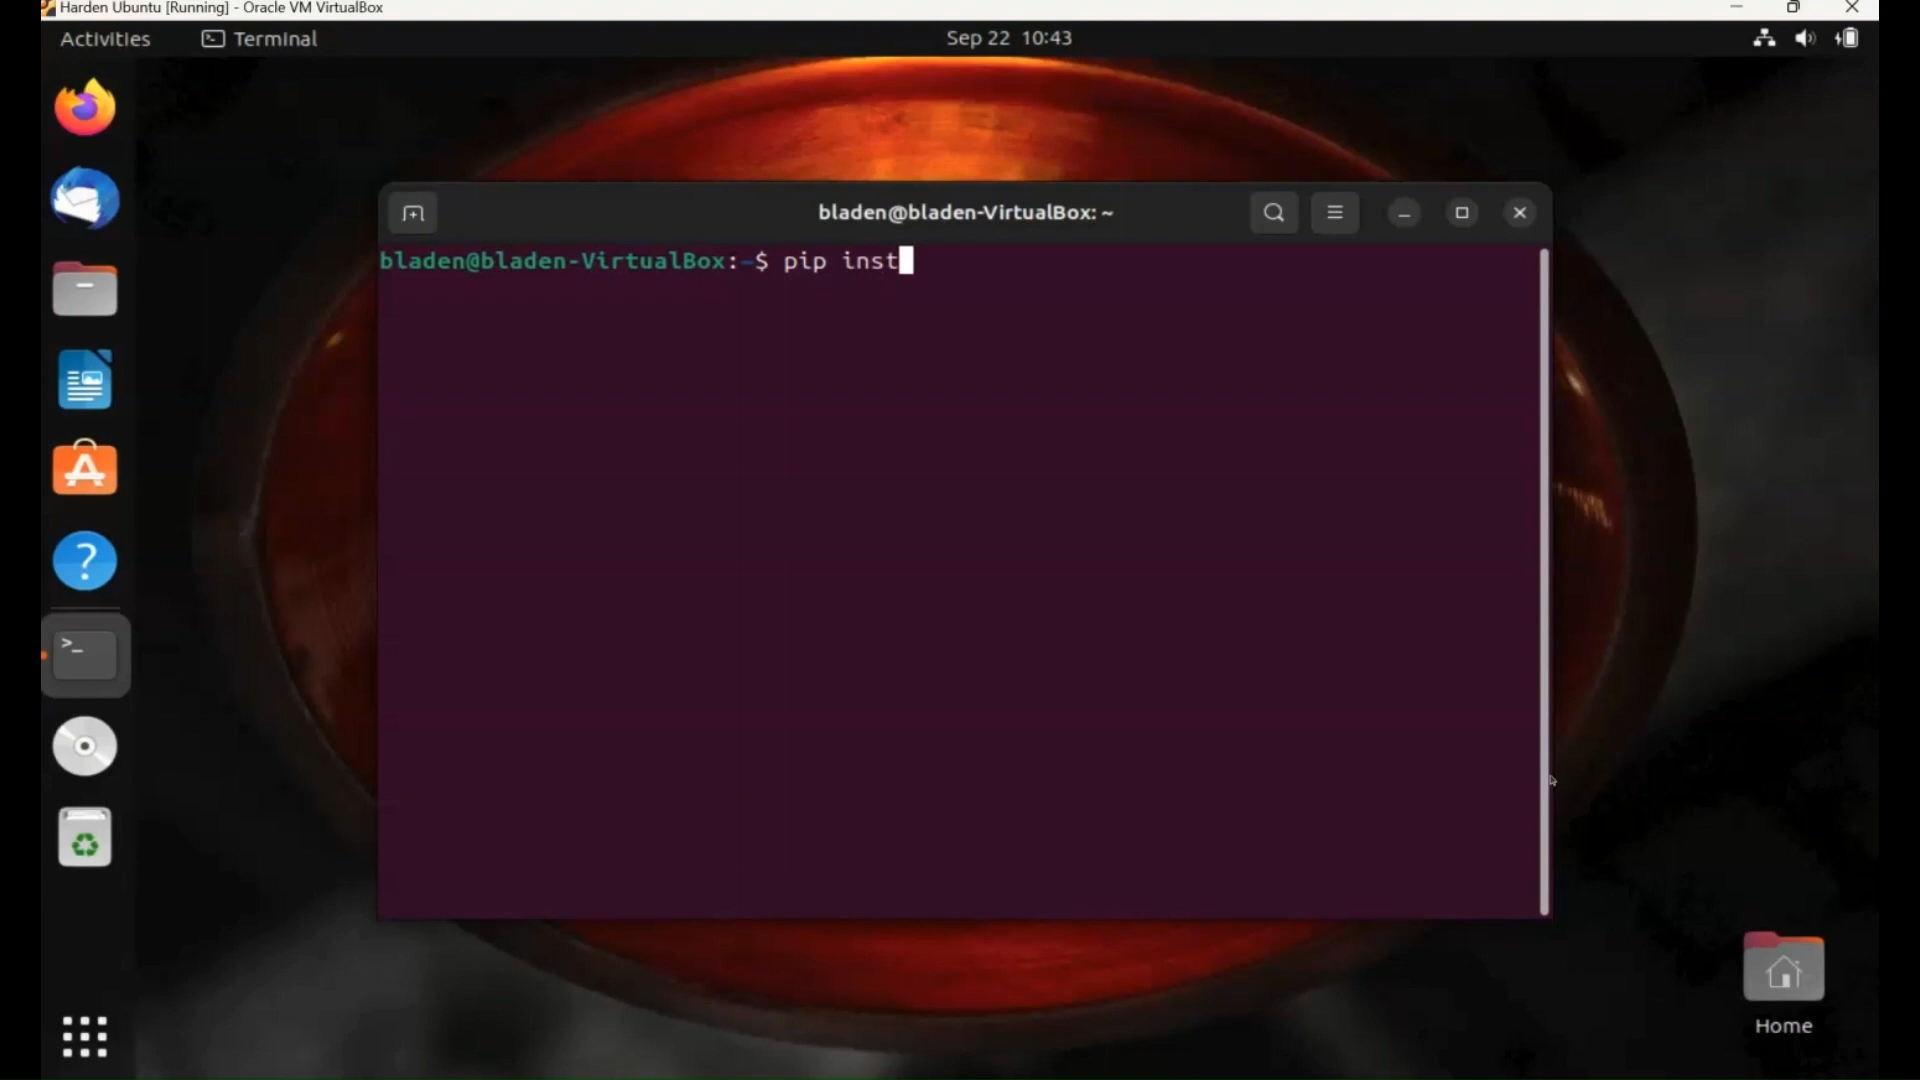 Harden Ubuntu [Running] - Oracle VM VirtualBox
Activities Terminal Sep 22 10:43
bladen@bladen-VirtualBox: ~
bladen@bladen-VirtualBox:~$ pip inst
Home